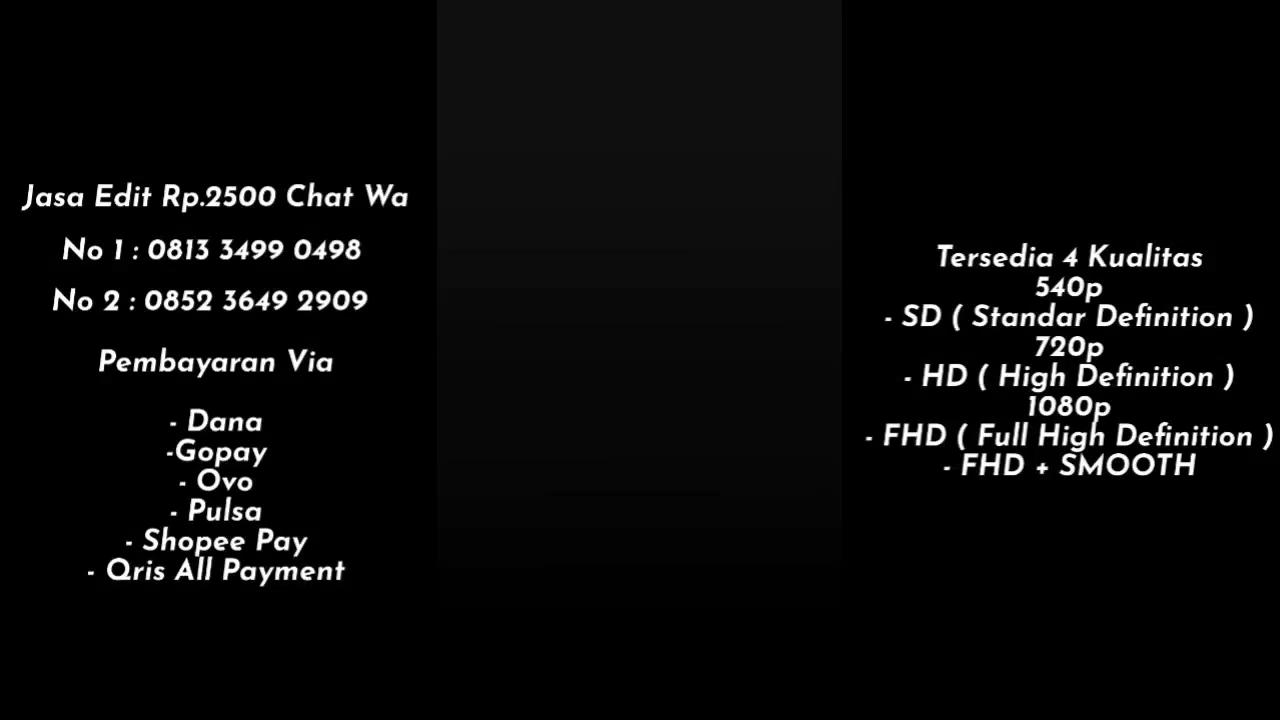 Jasa Edit Rp.2500 Chat Wa
No 1 : 0813 3499 0498
No 2 : 0852 3649 2909
Pembayaran Via
- Dana
-Gopay
- Ovo
- Pulsa
- Shopee Pay
- Qris All Payment
Tersedia 4 Kualitas
540p
- SD ( Standar Definition )
720p
- HD ( High Definition )
1080p
- FHD ( Full High Definition )
- FHD + SMOOTH